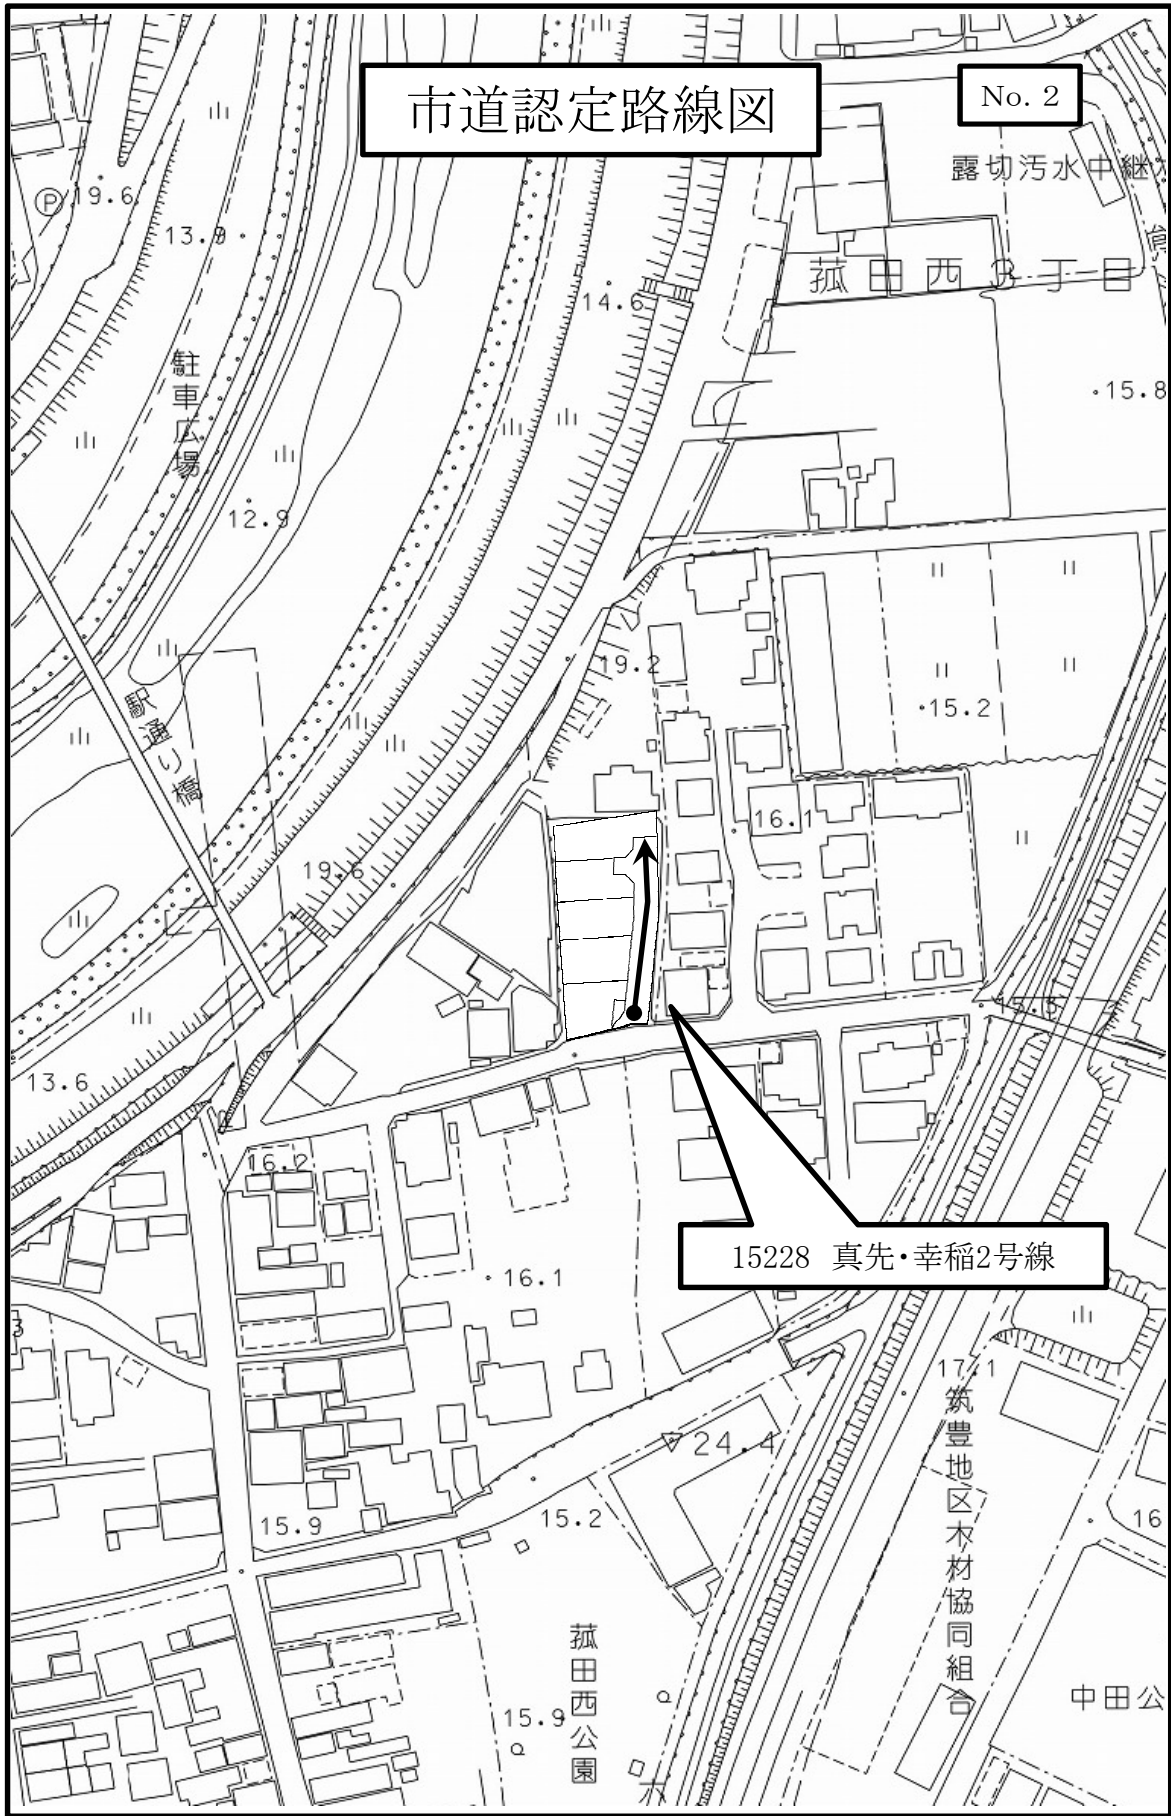 市道認定路線図
No. 2
露切汚水中継
P
19.6
13.9
菰田西3丁目
14.6
駐車広場
15.8
12.9
19.2
15.2
駅通り橋
16.1
19.6
15.5
13.6
16.2
15228 真先・幸稲2号線
16.1
3
17.1
筑豊地区木材協同組合
24.4
15.9
15.2
16
菰田西公園
中田公
15.9